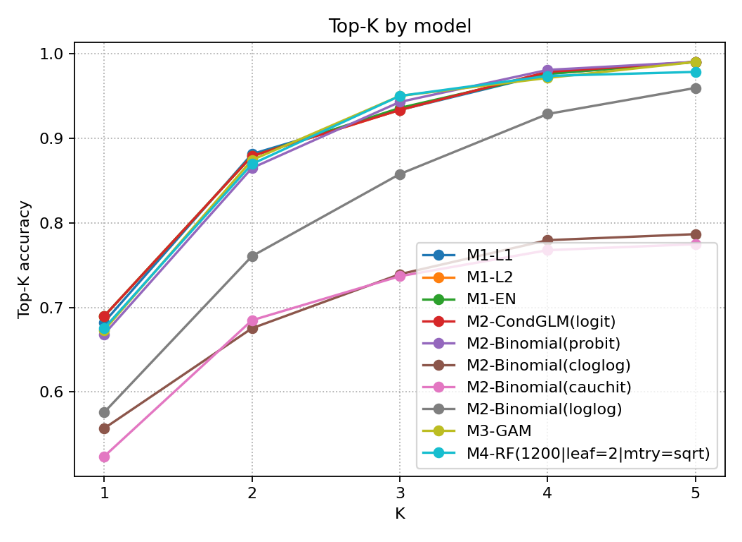 Top-K by model
1.0
0.9
0.8
0.7
0.6
Top-K accuracy
M1-L1
M1-L2
M1-EN
M2-CondGLM(logit)
M2-Binomial(probit)
M2-Binomial(cloglog)
M2-Binomial(cauchit)
M2-Binomial(loglog)
M3-GAM
M4-RF(1200|leaf=2|mtry=sqrt)
1 2 3 4 5
K